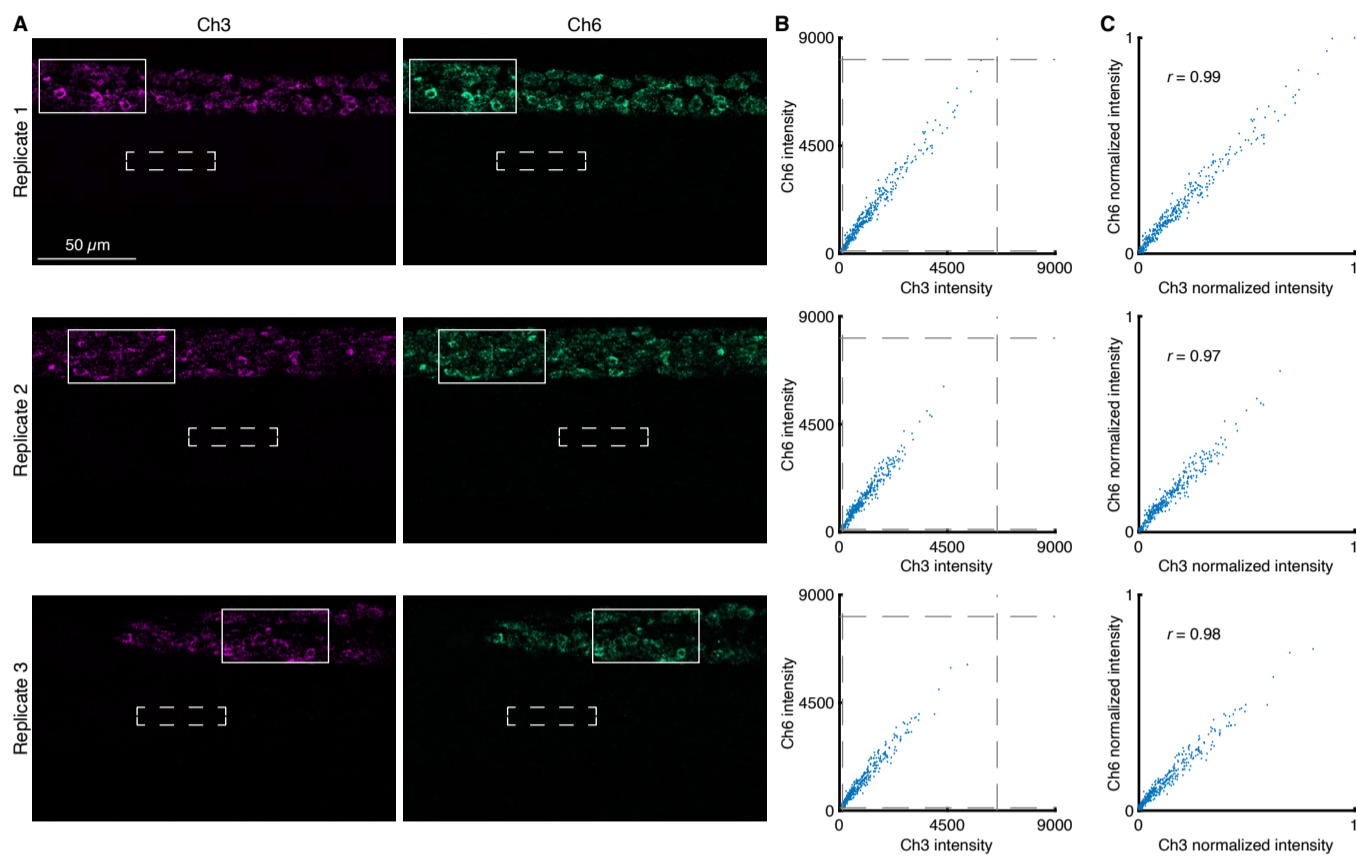 A
Ch3
Ch6
B
C
Replicate 1
50 µm
9000
4500
0
Ch6 intensity
0
4500
9000
Ch3 intensity
1
0
Ch6 normalized intensity
r = 0.99
0
1
Ch3 normalized intensity
Replicate 2
9000
4500
0
Ch6 intensity
0
4500
9000
Ch3 intensity
1
0
Ch6 normalized intensity
r = 0.97
0
1
Ch3 normalized intensity
Replicate 3
9000
4500
0
Ch6 intensity
0
4500
9000
Ch3 intensity
1
0
Ch6 normalized intensity
r = 0.98
0
1
Ch3 normalized intensity